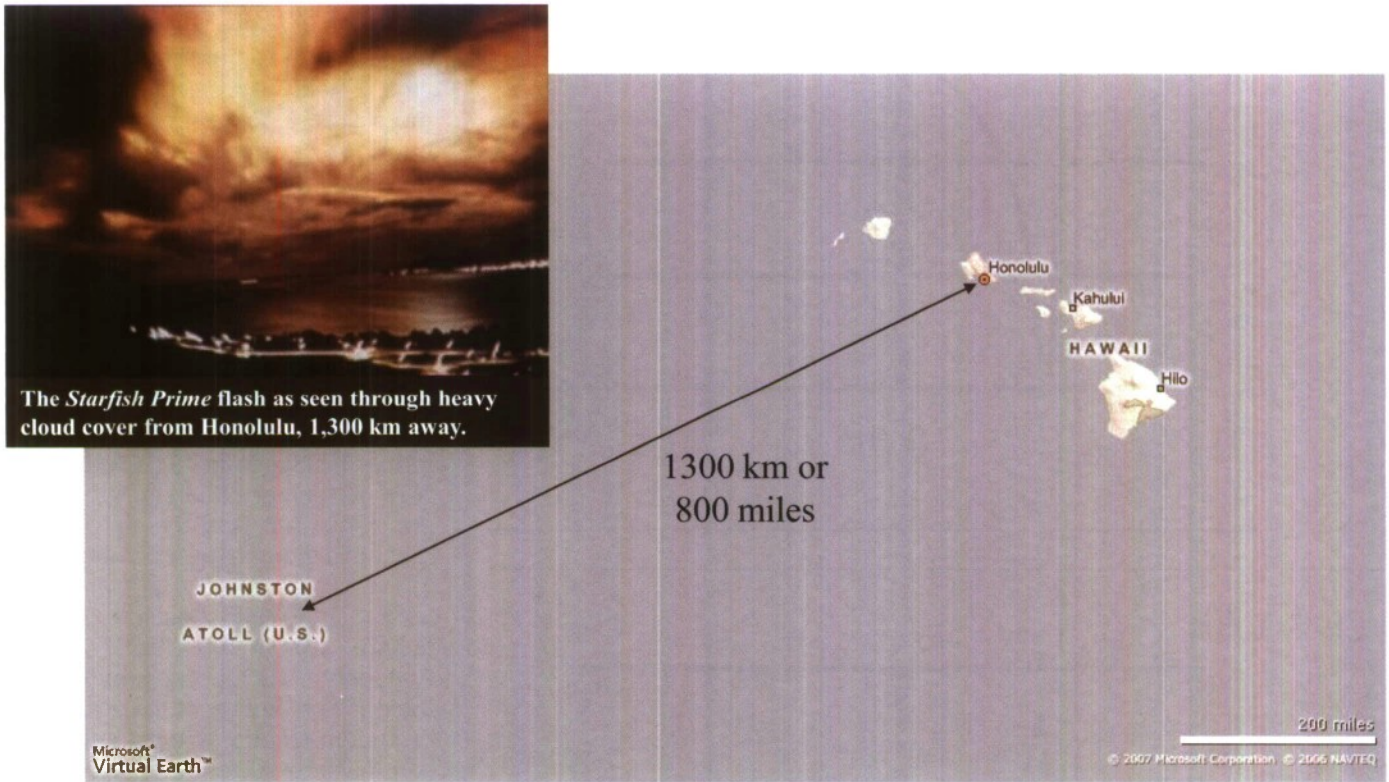 The Starfish Prime flash as seen through heavy
cloud cover from Honolulu, 1,300 km away.
Honolulu
Kahului
HAWAII
Hilo
1300 km or
800 miles
JOHNSTON
ATOLL (U.S.)
200 miles
Microsoft®
Virtual Earth™
© 2007 Microsoft Corporation © 2006 NAVTEQ